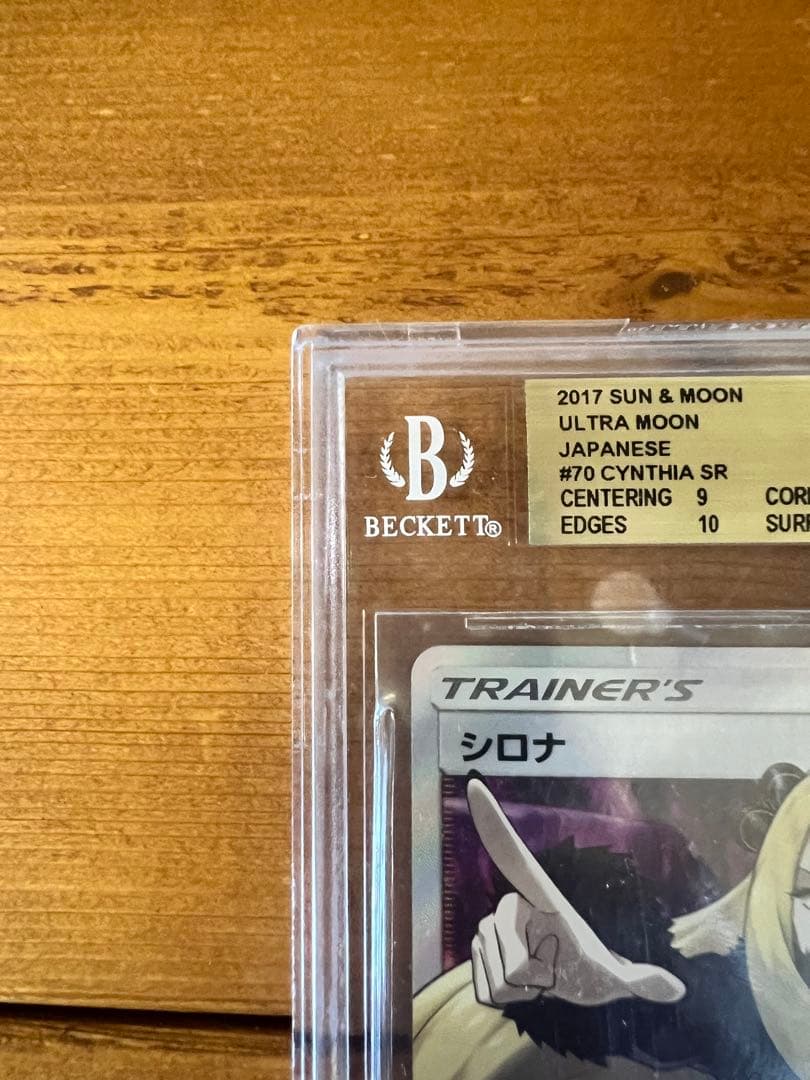 2017 SUN & MOON
ULTRA MOON
JAPANESE
#70 CYNTHIA SR
CENTERING 9
EDGES 10
B
BECKETT®
TRAINER'S
シロナ